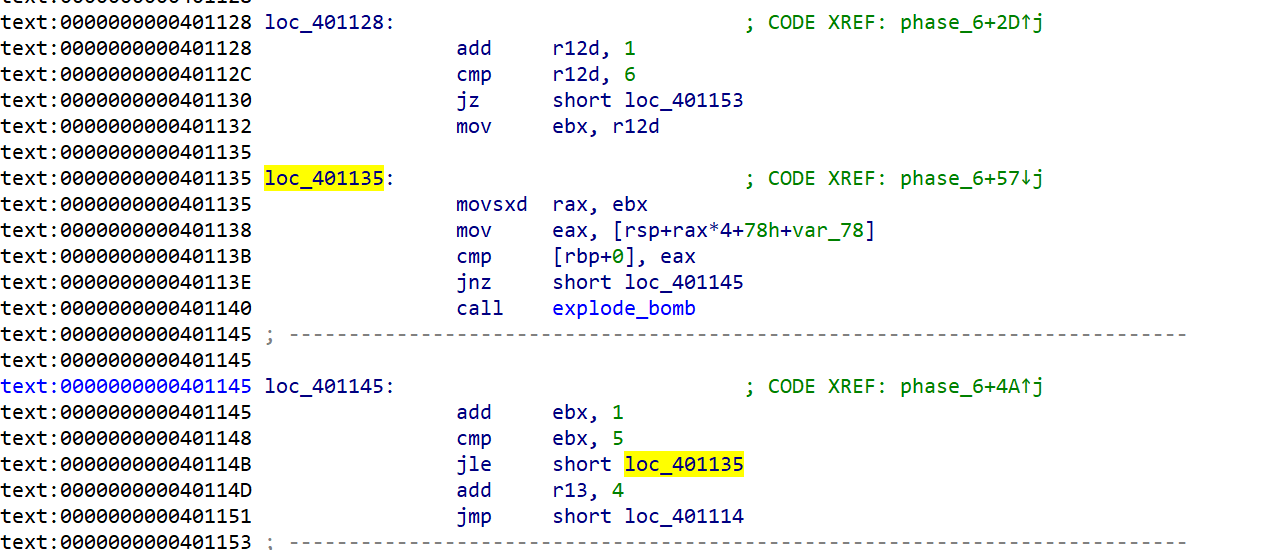 text:0000000000401128 loc_401128:                             ; CODE XREF: phase_6+2D↑j
text:0000000000401128                 add     r12d, 1
text:000000000040112C                 cmp     r12d, 6
text:0000000000401130                 jz      short loc_401153
text:0000000000401132                 mov     ebx, r12d
text:0000000000401135
text:0000000000401135 loc_401135:                             ; CODE XREF: phase_6+57↓j
text:0000000000401135                 movsxd  rax, ebx
text:0000000000401138                 mov     eax, [rsp+rax*4+78h+var_78]
text:000000000040113B                 cmp     [rbp+0], eax
text:000000000040113E                 jnz     short loc_401145
text:0000000000401140                 call    explode_bomb
text:0000000000401145 ; ---------------------------------------------------------------------------
text:0000000000401145
text:0000000000401145 loc_401145:                             ; CODE XREF: phase_6+4A↑j
text:0000000000401145                 add     ebx, 1
text:0000000000401148                 cmp     ebx, 5
text:000000000040114B                 jle     short loc_401135
text:000000000040114D                 add     r13, 4
text:0000000000401151                 jmp     short loc_401114
text:0000000000401153 ; ---------------------------------------------------------------------------